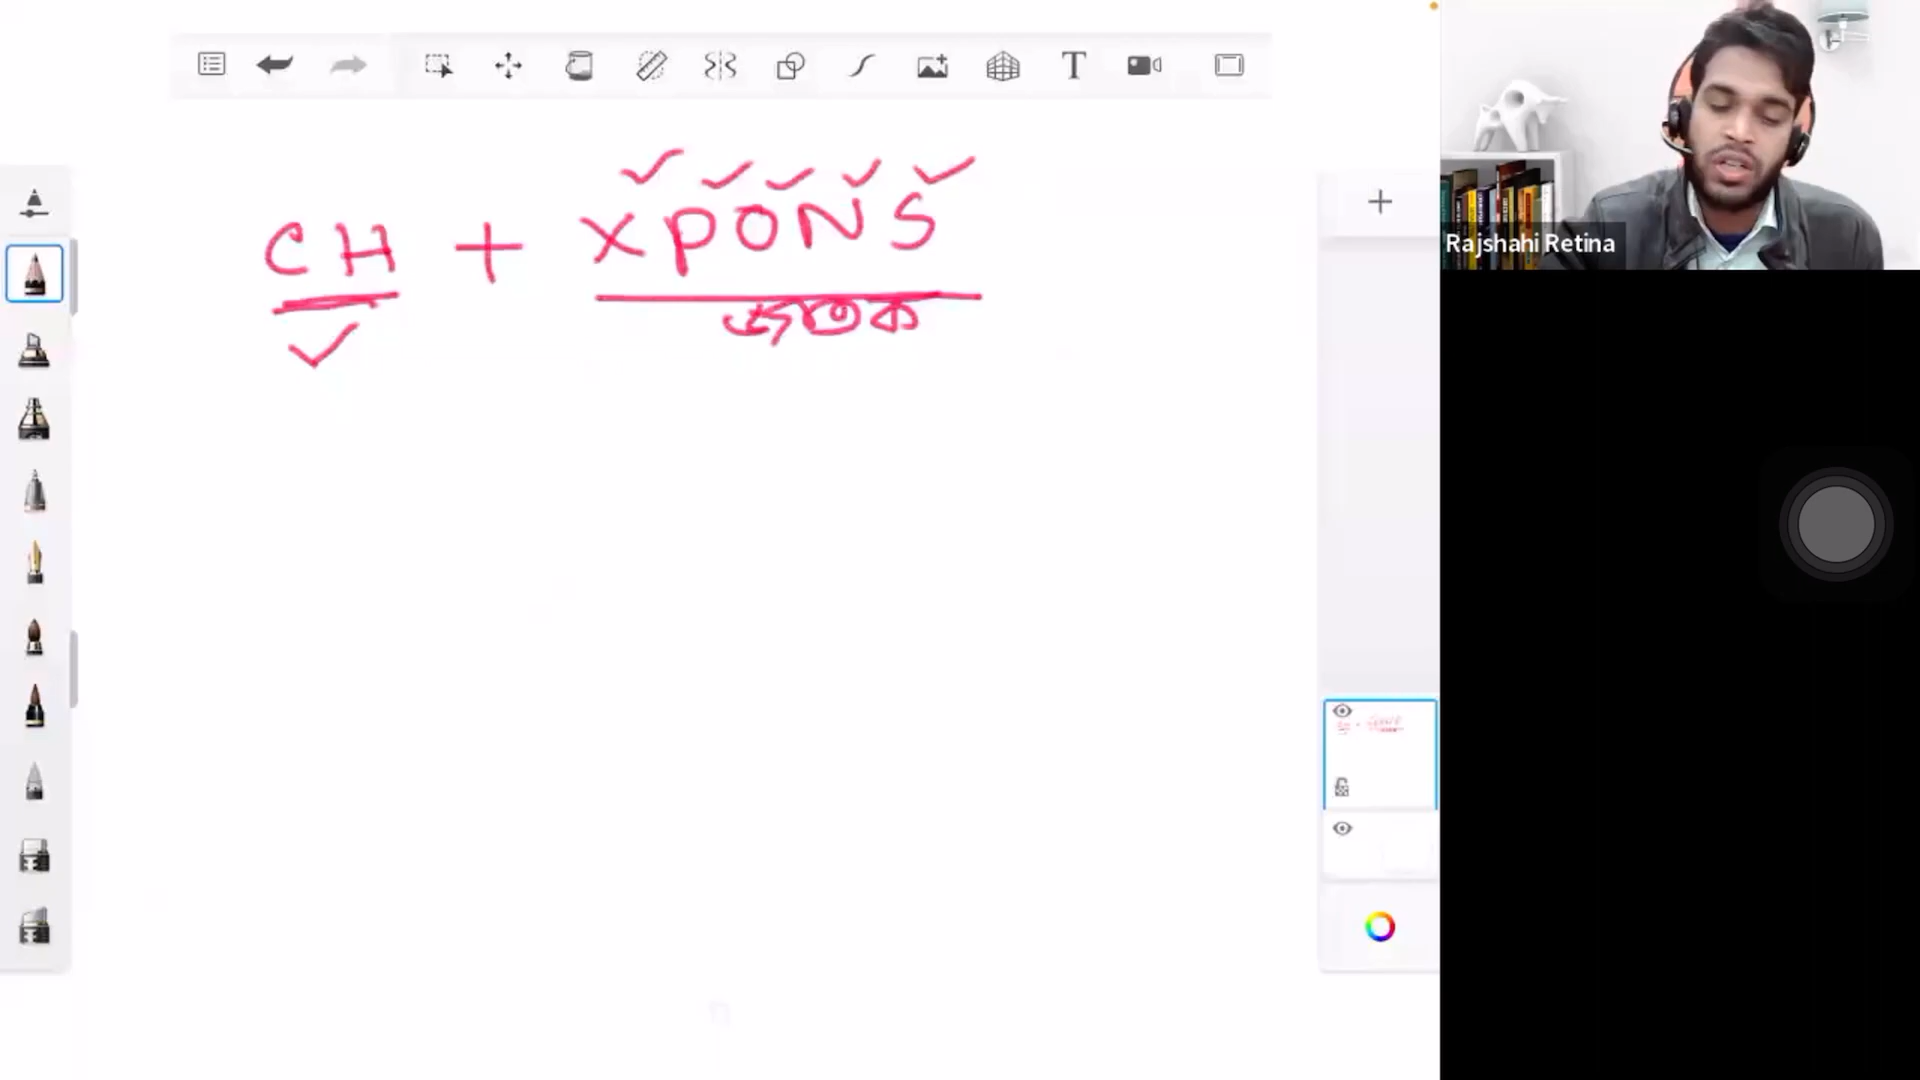 CH + XPONS
জাতক
Rajshahi Retina
T